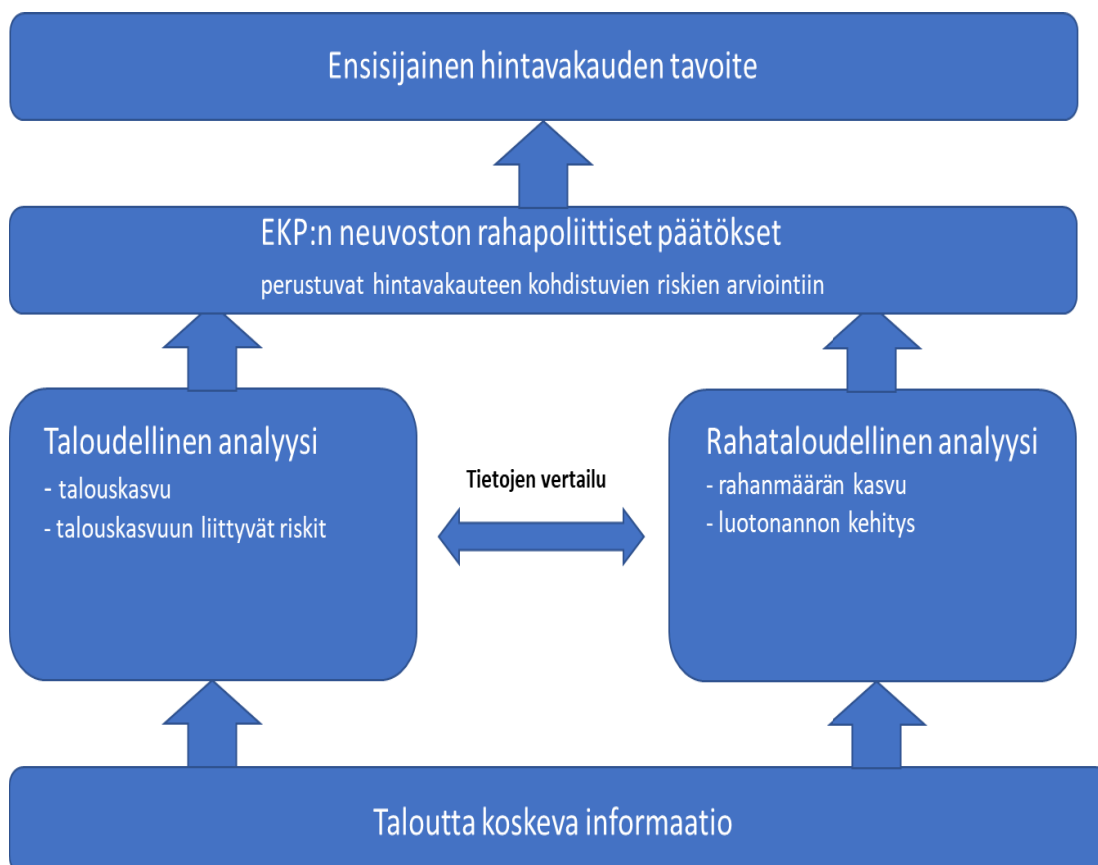 Ensisijainen hintavakauden tavoite
EKP:n neuvoston rahapoliittiset päätökset
perustuvat hintavakauteen kohdistuvien riskien arviointiin
Taloudellinen analyysi
- talouskasvu
- talouskasvuun liittyvät riskit
Tietojen vertailu
Rahataloudellinen analyysi
- rahanmäärän kasvu
- luotonannon kehitys
Taloutta koskeva informaatio